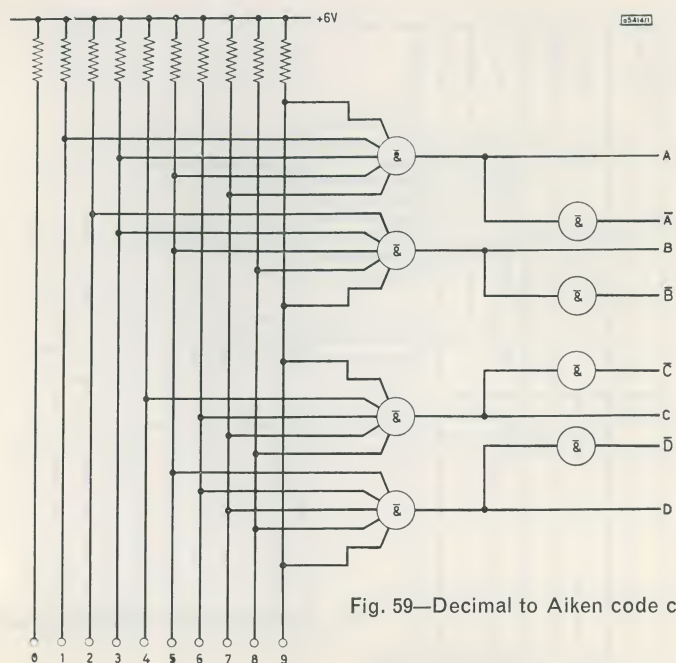 +6V
&̅
A
&̅
A̅
&̅
B
&̅
B̅
&̅
C̅
&̅
C
&̅
D̅
&̅
D
Fig. 59—Decimal to Aiken code c
0 1 2 3 4 5 6 7 8 9